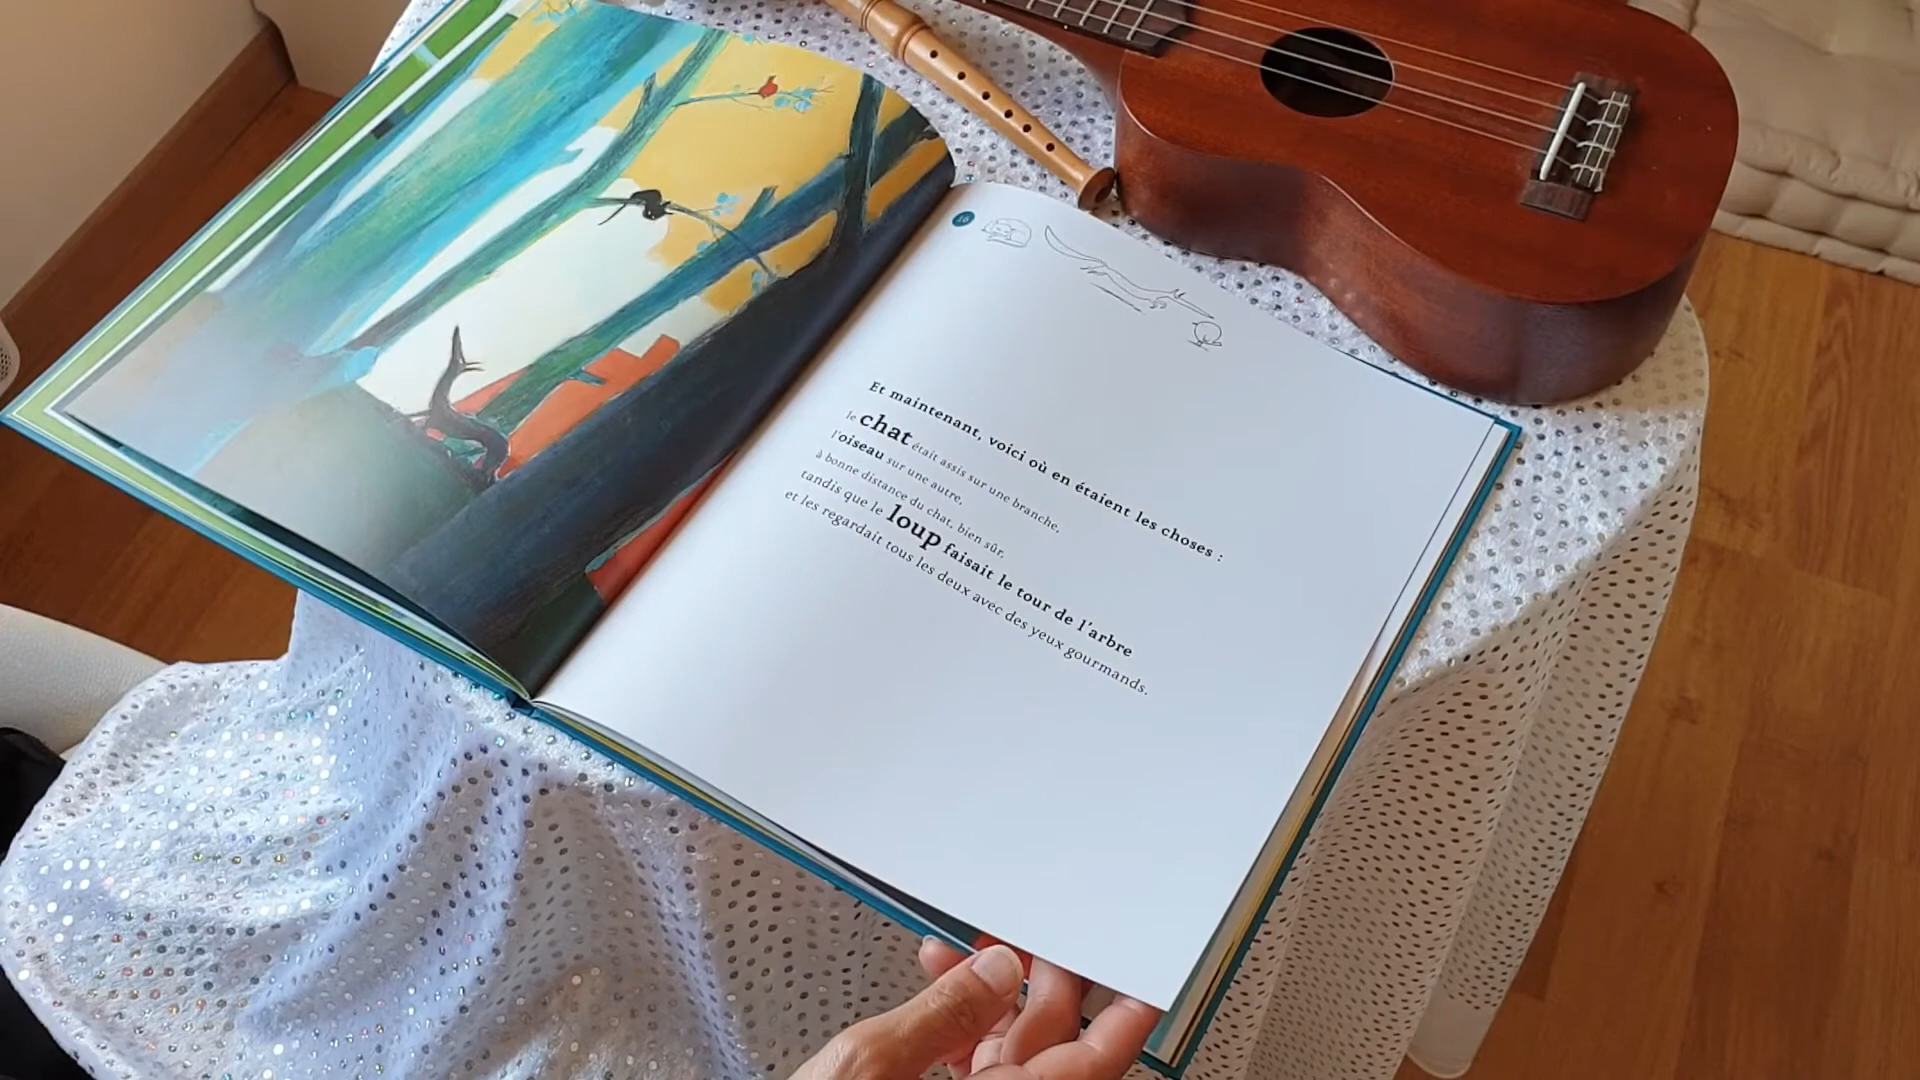 Et maintenant, voici où en étaient les choses :
le chat était assis sur une branche,
l'oiseau sur une autre,
à bonne distance du chat, bien sûr,
tandis que le loup faisait le tour de l'arbre
et les regardait tous les deux avec des yeux gourmands.